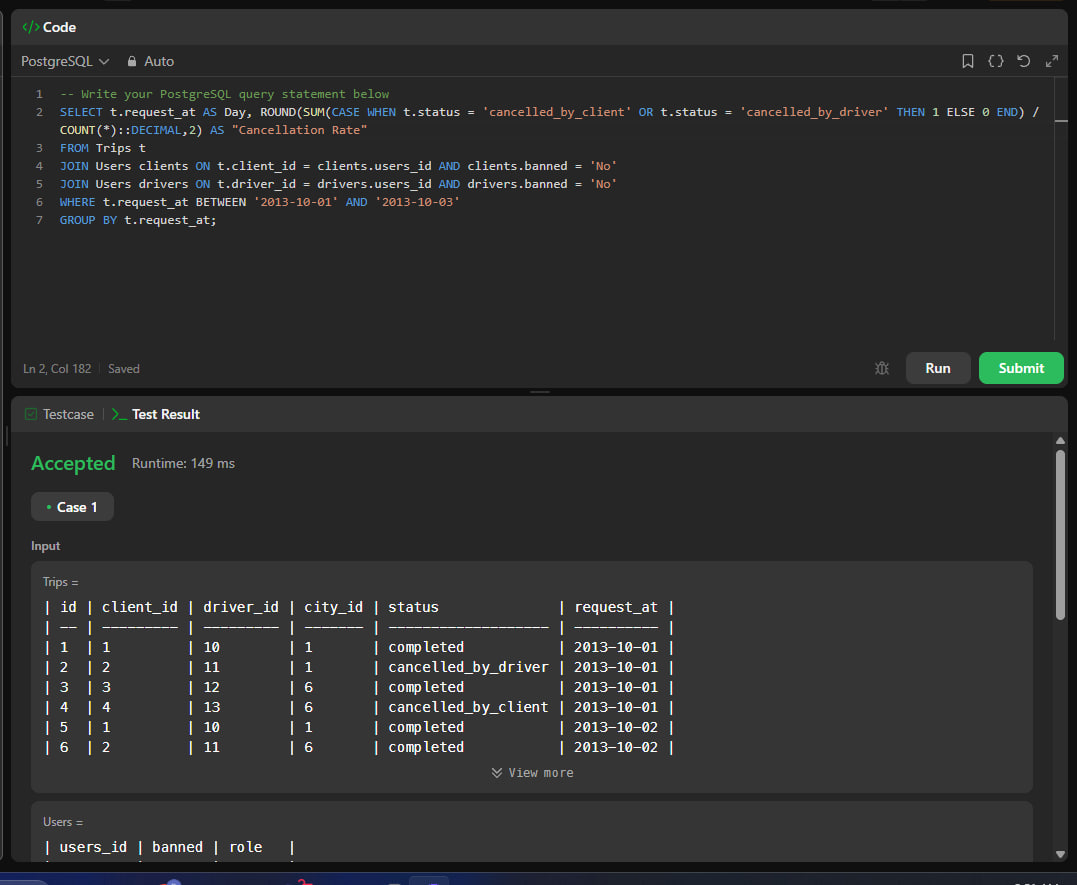 </> Code
PostgreSQL Auto
1 -- Write your PostgreSQL query statement below
2 SELECT t.request_at AS Day, ROUND(SUM(CASE WHEN t.status = 'cancelled_by_client' OR t.status = 'cancelled_by_driver' THEN 1 ELSE 0 END) /
COUNT(*)::DECIMAL,2) AS "Cancellation Rate"
3 FROM Trips t
4 JOIN Users clients ON t.client_id = clients.users_id AND clients.banned = 'No'
5 JOIN Users drivers ON t.driver_id = drivers.users_id AND drivers.banned = 'No'
6 WHERE t.request_at BETWEEN '2013-10-01' AND '2013-10-03'
7 GROUP BY t.request_at;
Ln 2, Col 182 Saved
Run
Submit
Testcase
>_ Test Result
Accepted Runtime: 149 ms
• Case 1
Input
Trips =
| id | client_id | driver_id | city_id | status | request_at |
| -- | --------- | --------- | ------- | ------------------- | ---------- |
| 1 | 1 | 10 | 1 | completed | 2013-10-01 |
| 2 | 2 | 11 | 1 | cancelled_by_driver | 2013-10-01 |
| 3 | 3 | 12 | 6 | completed | 2013-10-01 |
| 4 | 4 | 13 | 6 | cancelled_by_client | 2013-10-01 |
| 5 | 1 | 10 | 1 | completed | 2013-10-02 |
| 6 | 2 | 11 | 6 | completed | 2013-10-02 |
View more
Users =
| users_id | banned | role |